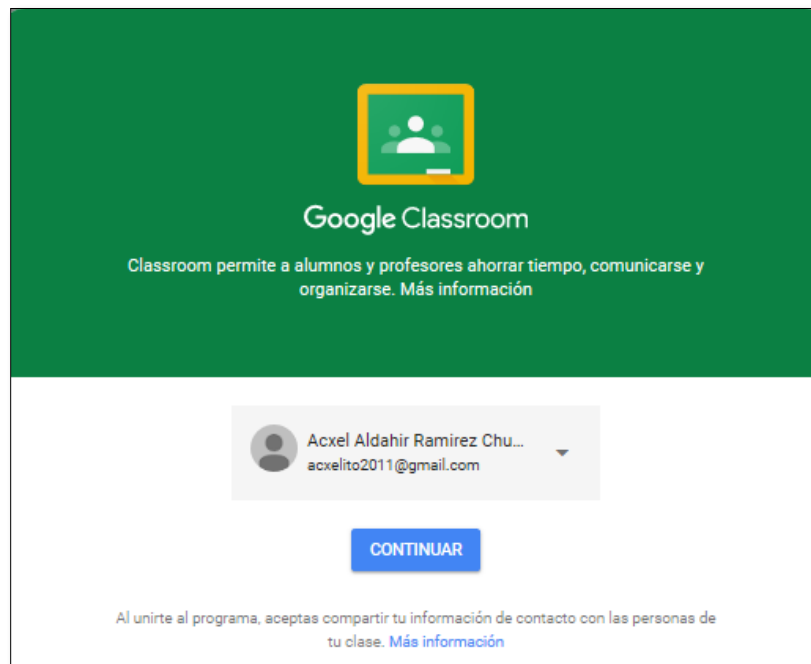 Google Classroom
Classroom permite a alumnos y profesores ahorrar tiempo, comunicarse y
organizarse. Más información
Acxel Aldahir Ramirez Chu...
acxelito2011@gmail.com
CONTINUAR
Al unirte al programa, aceptas compartir tu información de contacto con las personas de
tu clase. Más información